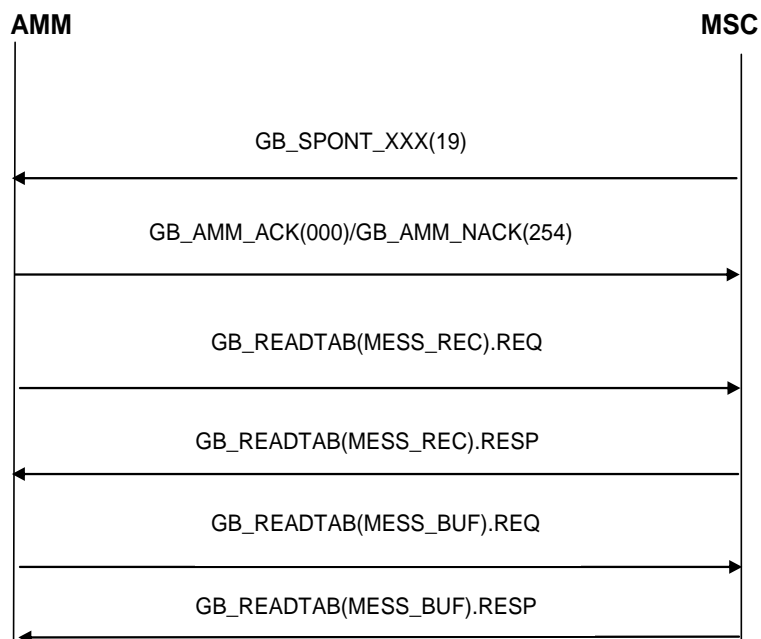 AMM MSC
GB_SPONT_XXX(19)
GB_AMM_ACK(000)/GB_AMM_NACK(254)
GB_READTAB(MESS_REC).REQ
GB_READTAB(MESS_REC).RESP
GB_READTAB(MESS_BUF).REQ
GB_READTAB(MESS_BUF).RESP